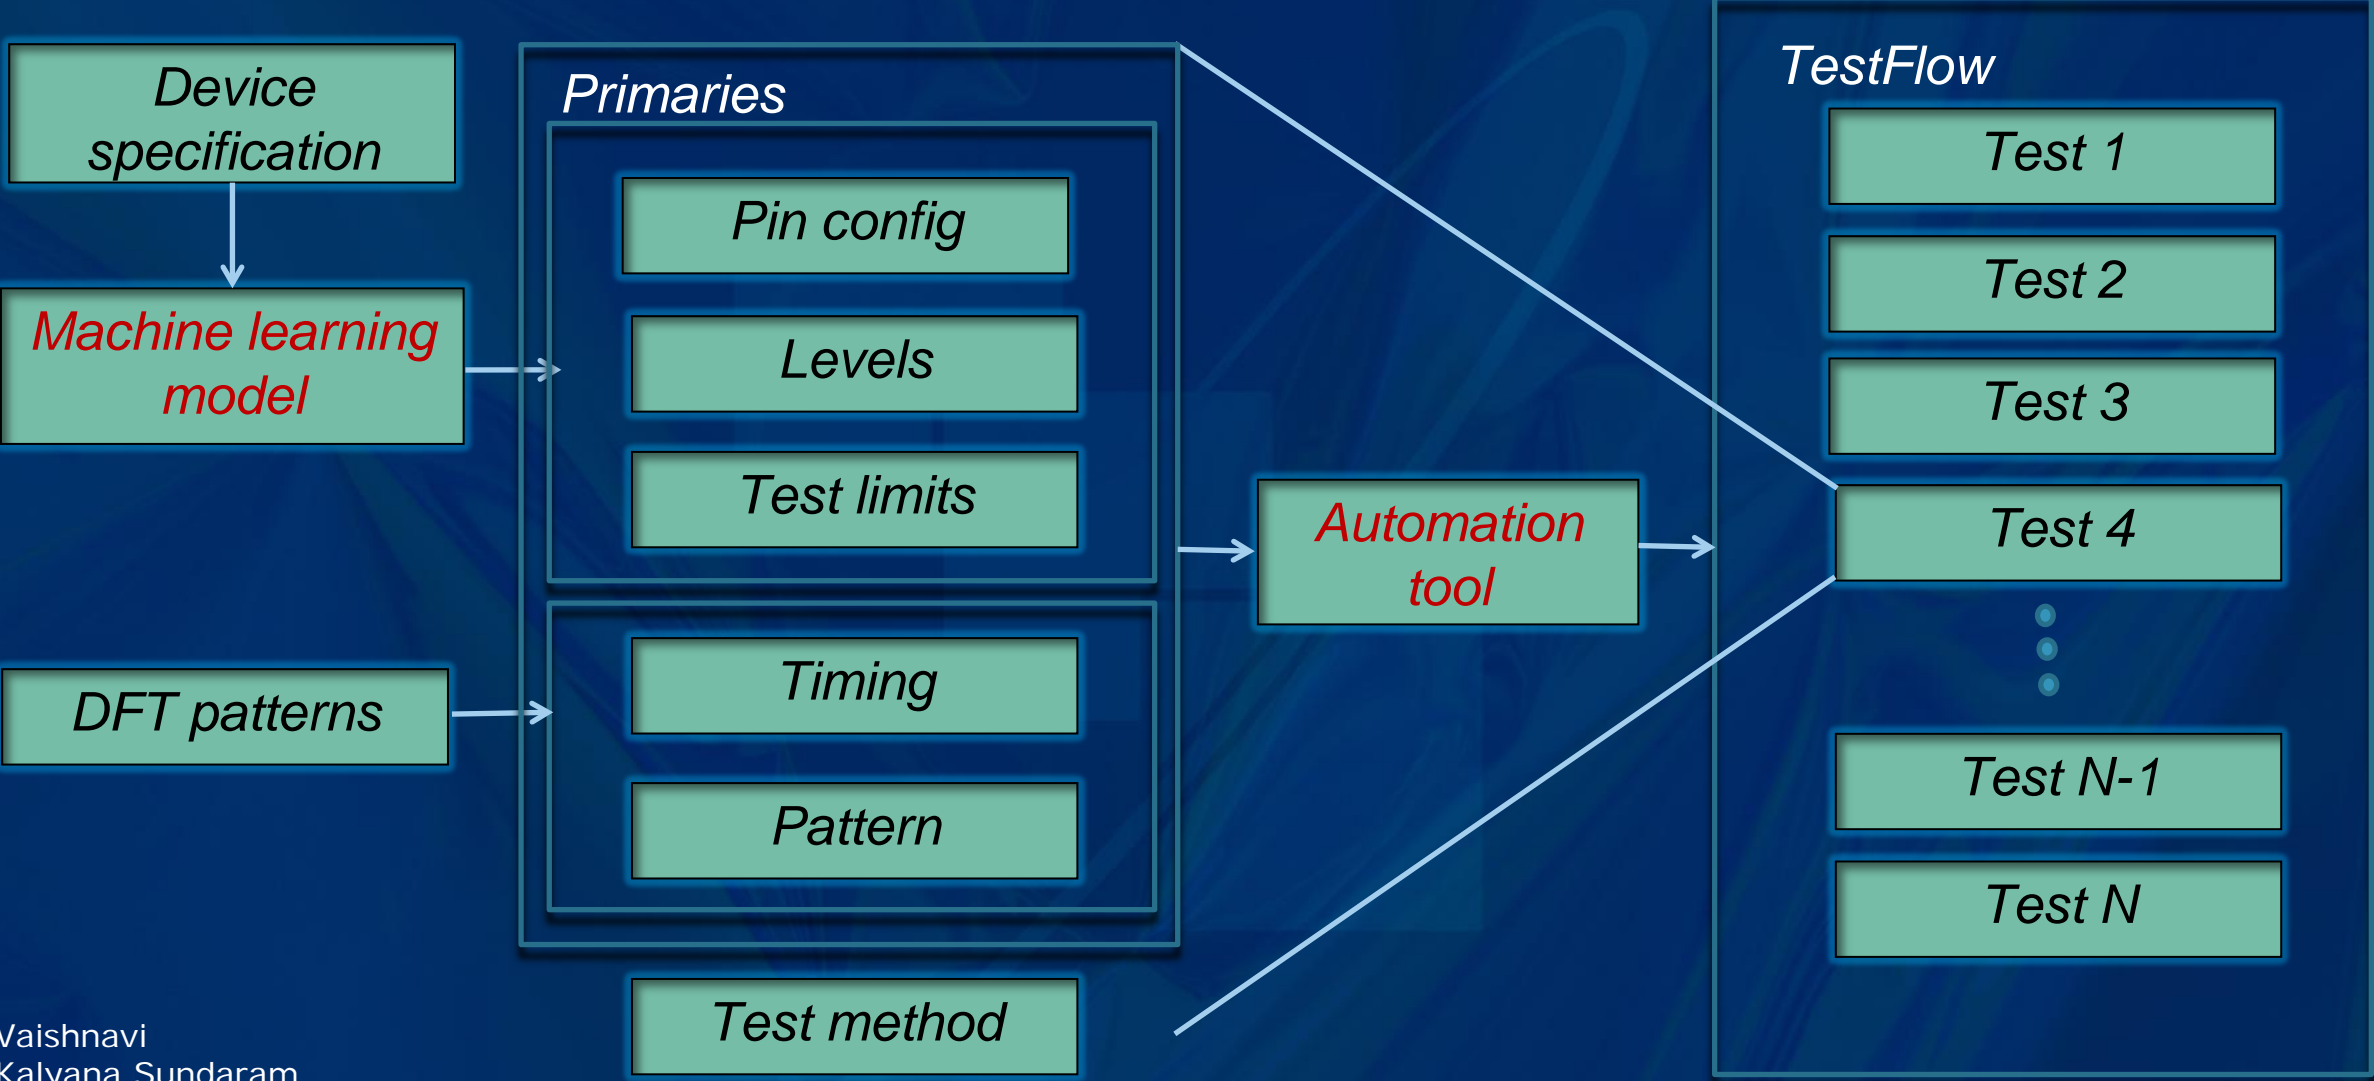 Device
specification
Machine learning
model
DFT patterns
Primaries
Pin config
Levels
Test limits
Timing
Pattern
Test method
Automation
tool
TestFlow
Test 1
Test 2
Test 3
Test 4
Test N-1
Test N
Vaishnavi
Kalyana Sundaram